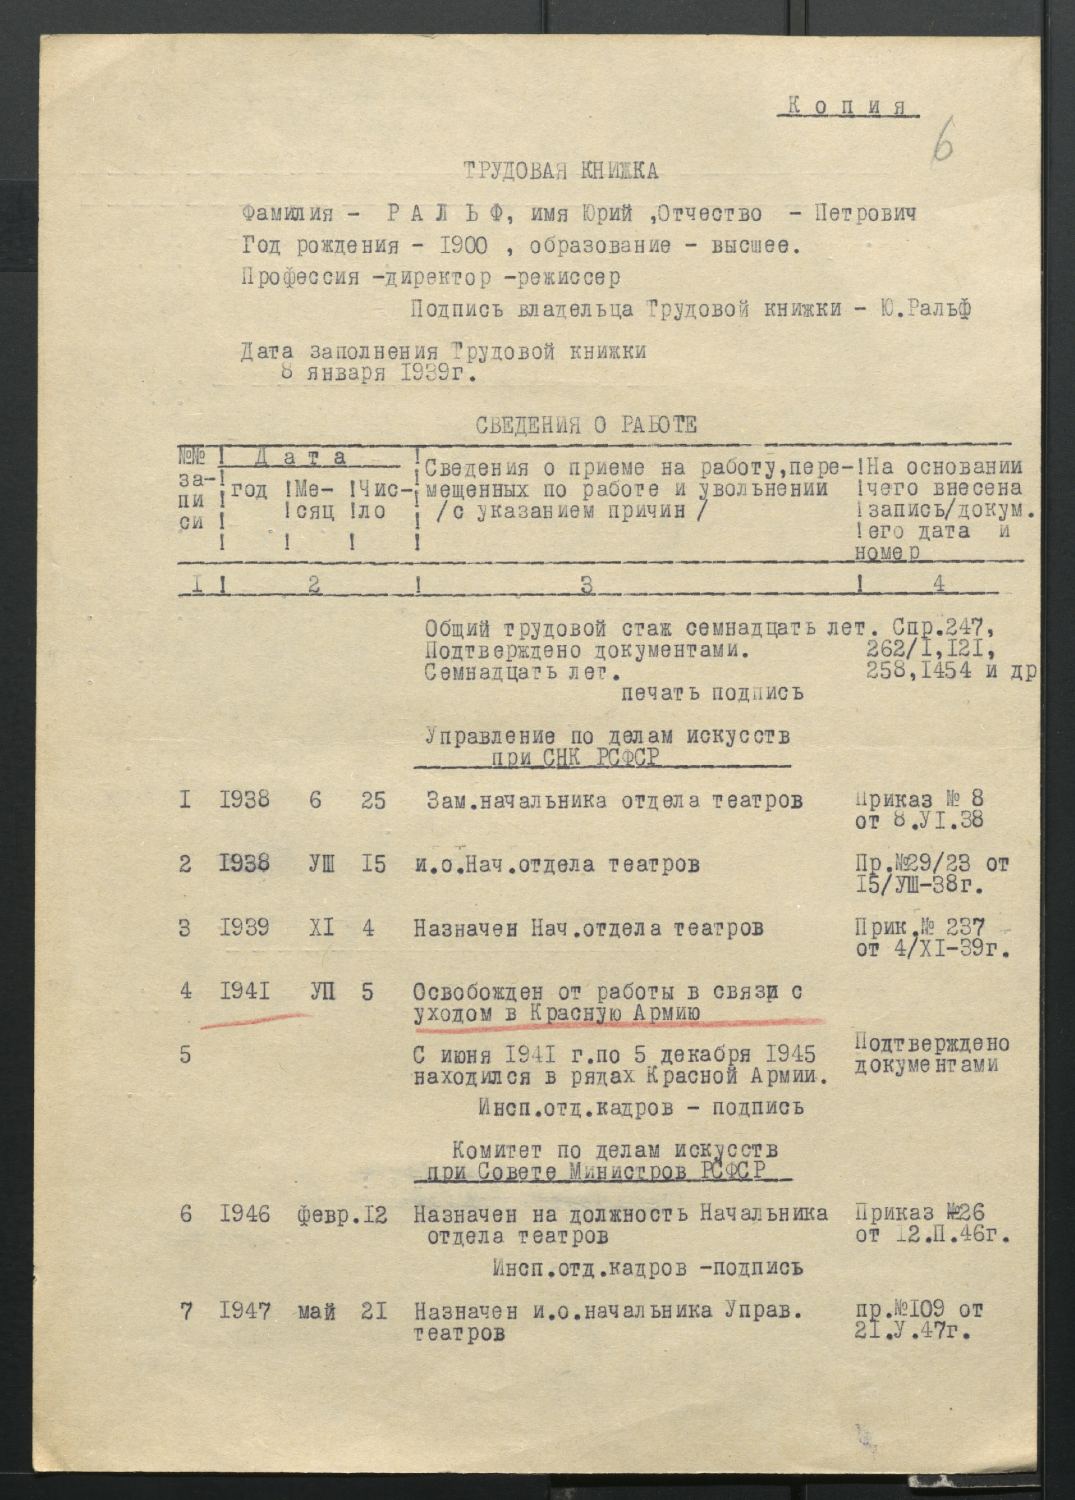 Копия
6
ТРУДОВАЯ КНИЖКА
Фамилия - РАЛЬФ, имя Юрий ,Отчество - Петрович
Год рождения - 1900 , образование - высшее.
Профессия -директор -режиссер
Подпись владельца Трудовой книжки - Ю.Ральф
Дата заполнения Трудовой книжки
8 января 1939г.
СВЕДЕНИЯ О РАБОТЕ
№№ ! Дата ! Сведения о приеме на работу,пере- !На основании
за- ! год !Ме- !Чис- ! мещенных по работе и увольнении !чего внесена
пи ! !сяц !ло ! /с указанием причин / !запись/докум.
си ! ! ! ! !его дата и
номер
1 ! 2 ! 3 ! 4
Общий трудовой стаж семнадцать лет. Спр.247,
Подтверждено документами. 262/I,I2I,
Семнадцать лет. 258,I454 и др
печать подпись
Управление по делам искусств
при СНК РСФСР
I I938 6 25 Зам.начальника отдела театров Приказ № 8
от 8.УI.38
2 I938 УШ I5 и.о.Нач.отдела театров Пр.№29/23 от
I5/УШ-38г.
3 I939 XI 4 Назначен Нач.отдела театров Прик.№ 237
от 4/XI-39г.
4 I94I УП 5 Освобожден от работы в связи с
уходом в Красную Армию
5 С июня I94I г.по 5 декабря I945 Подтверждено
находился в рядах Красной Армии. документами
Инсп.отд.кадров - подпись
Комитет по делам искусств
при Совете Министров РСФСР
6 I946 февр.I2 Назначен на должность Начальника Приказ №26
отдела театров от I2.П.46г.
Инсп.отд.кадров -подпись
7 I947 май 2I Назначен и.о.начальника Управ. пр.№I09 от
театров 2I.У.47г.